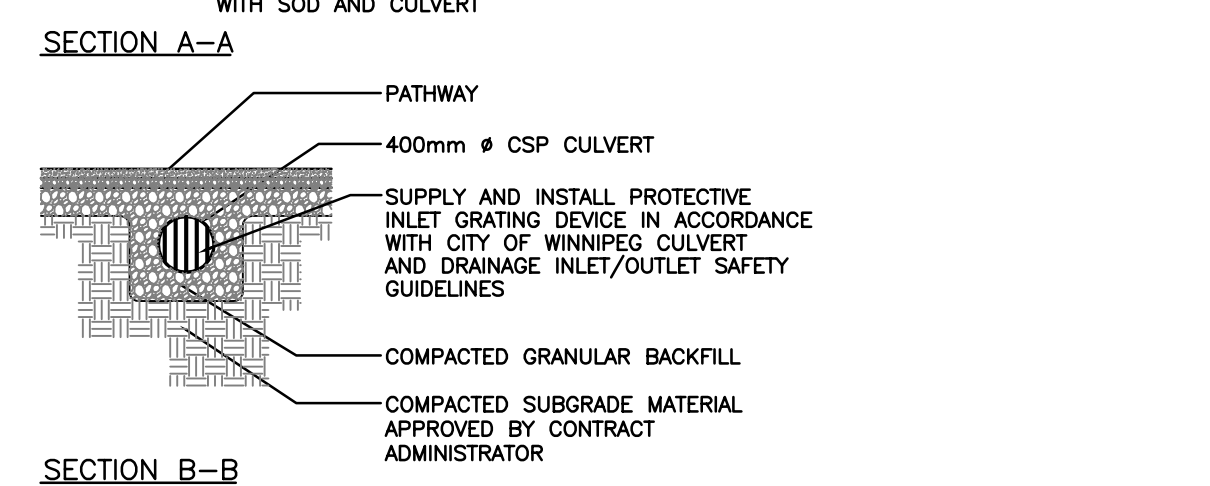 WITH SOD AND CULVERT
SECTION A-A
PATHWAY
400mm ø CSP CULVERT
SUPPLY AND INSTALL PROTECTIVE
INLET GRATING DEVICE IN ACCORDANCE
WITH CITY OF WINNIPEG CULVERT
AND DRAINAGE INLET/OUTLET SAFETY
GUIDELINES
COMPACTED GRANULAR BACKFILL
COMPACTED SUBGRADE MATERIAL
APPROVED BY CONTRACT
ADMINISTRATOR
SECTION B-B